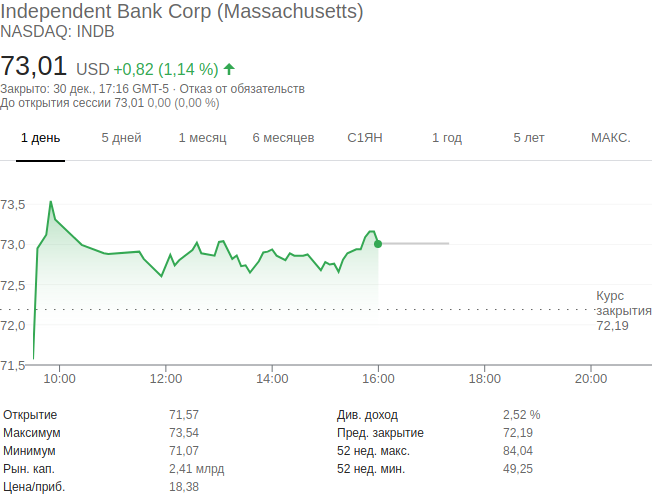 Independent Bank Corp (Massachusetts)
NASDAQ: INDB
73,01 USD +0,82 (1,14 %)
Закрыто: 30 дек., 17:16 GMT-5 · Отказ от обязательств
До открытия сессии 73,01 0,00 (0,00 %)
1 день 5 дней 1 месяц 6 месяцев С1ЯН 1 год 5 лет МАКС.
73,5
73,0
72,5
72,0
71,5
Курс
закрытия
72,19
10:00 12:00 14:00 16:00 18:00 20:00
Открытие 71,57 Див. доход 2,52 %
Максимум 73,54 Пред. закрытие 72,19
Минимум 71,07 52 нед. макс. 84,04
Рын. кап. 2,41 млрд 52 нед. мин. 49,25
Цена/приб. 18,38